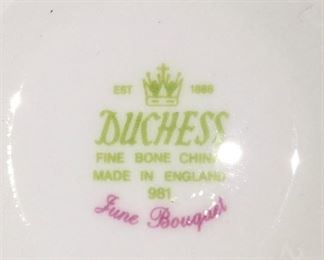 EST 1888
DUCHESS
FINE BONE CHINA
MADE IN ENGLAND
981
June Bouquet